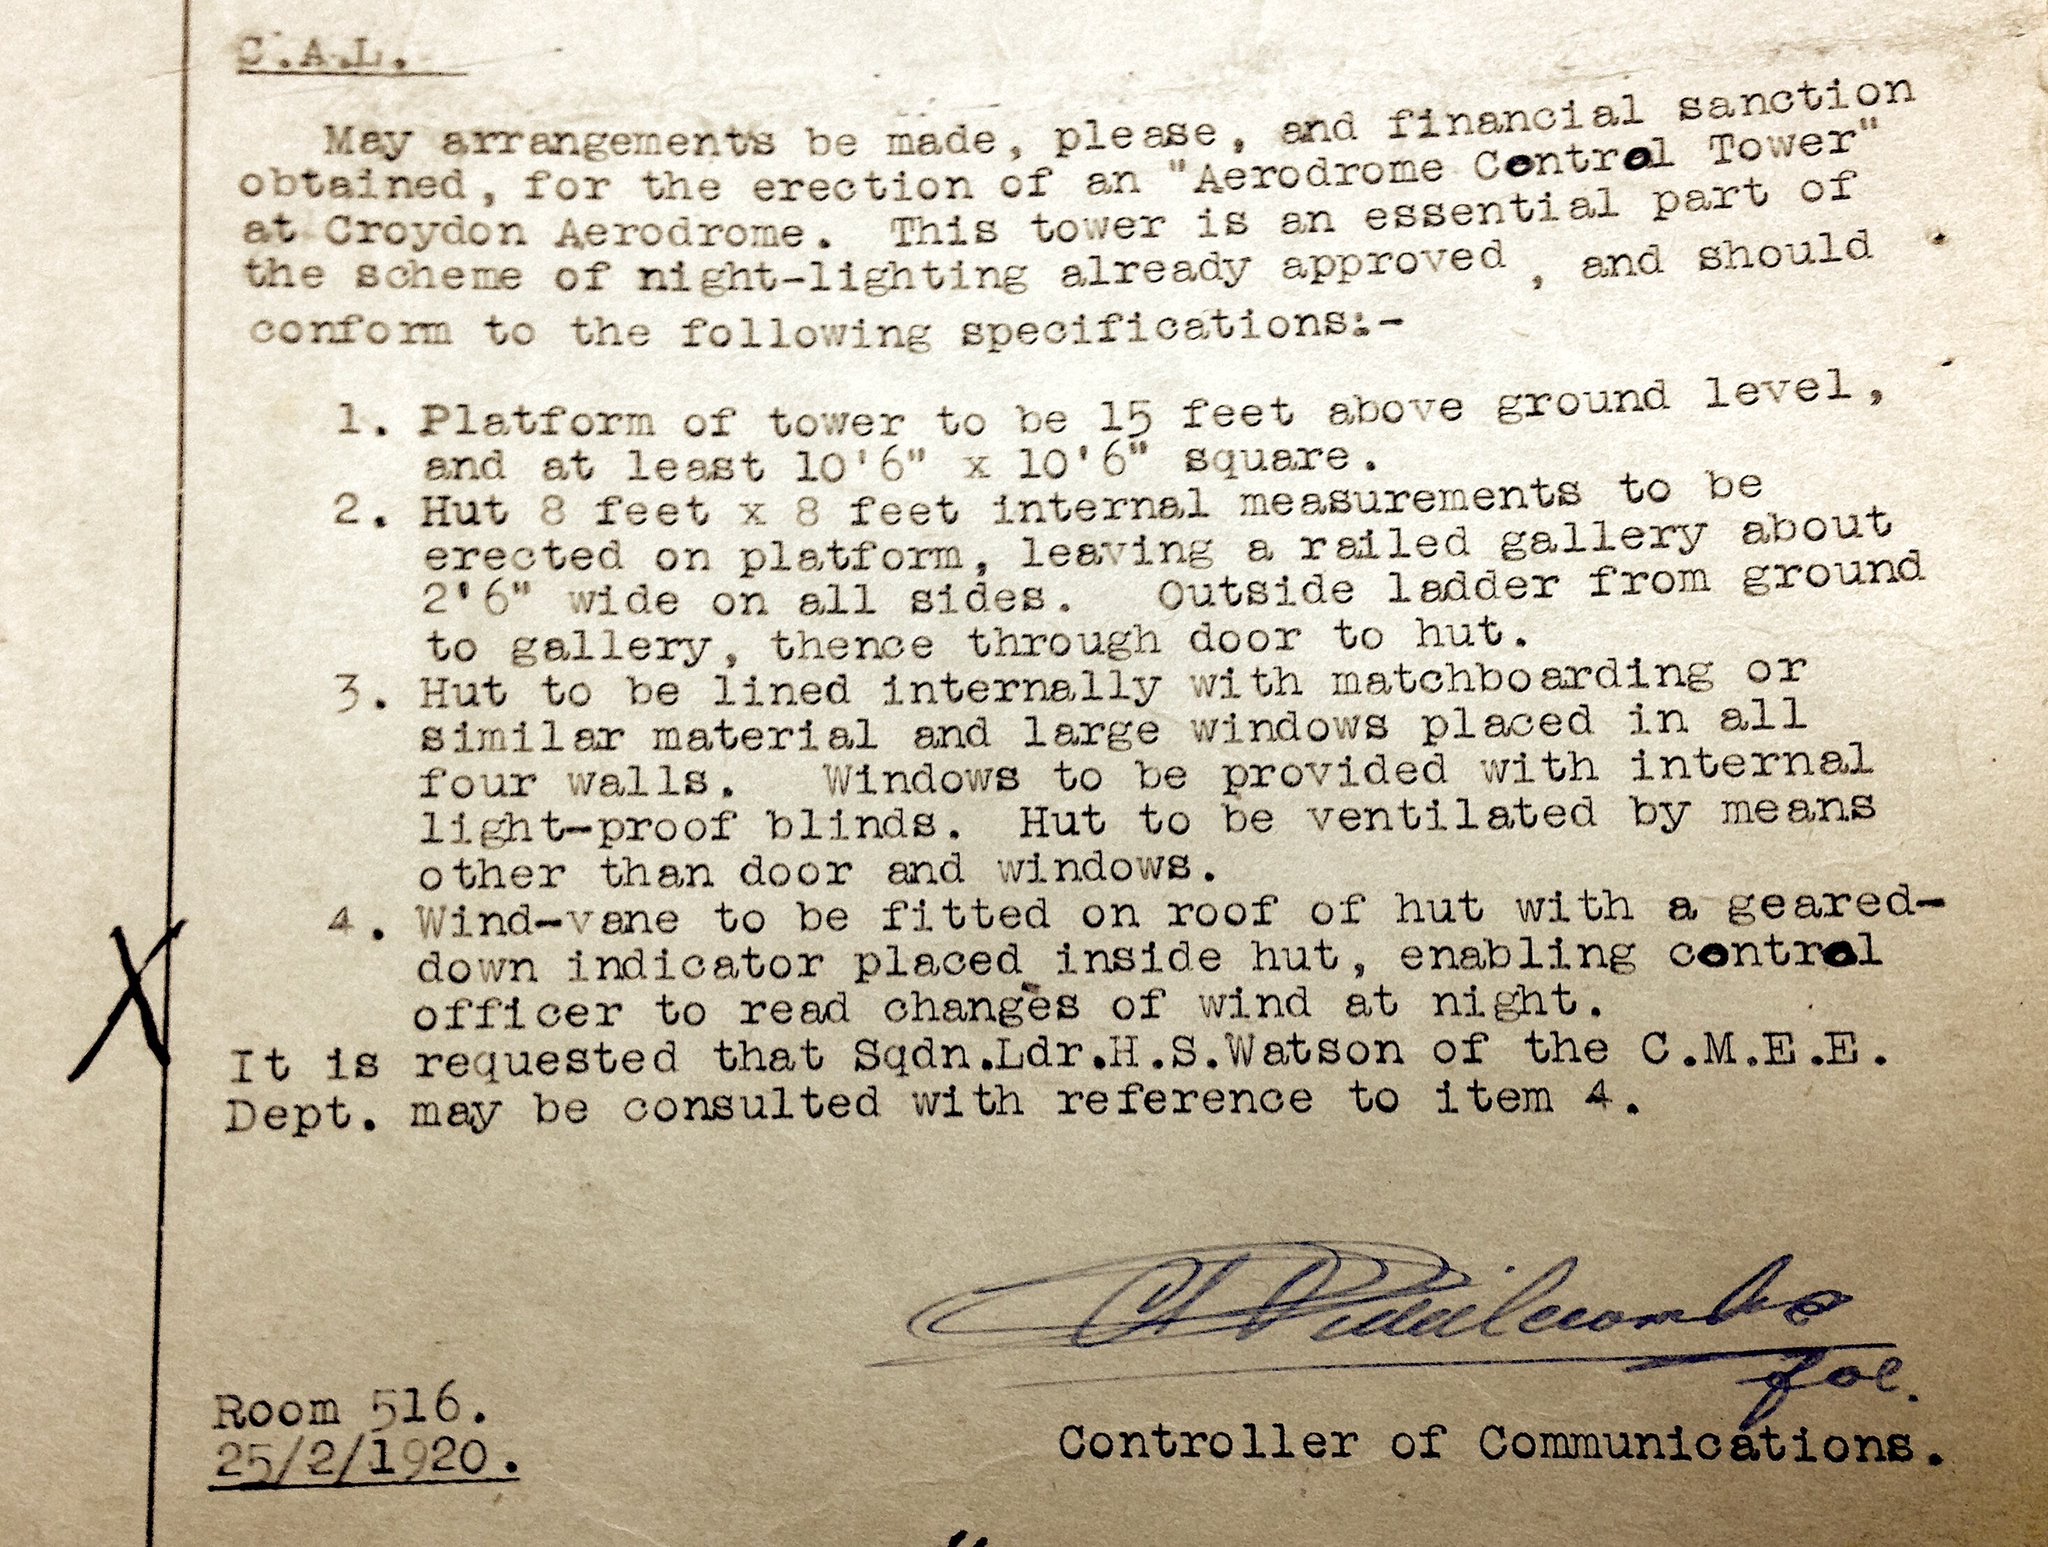 C.A.L.
May arrangements be made, please, and financial sanction
obtained, for the erection of an "Aerodrome Control Tower"
at Croydon Aerodrome. This tower is an essential part of
the scheme of night-lighting already approved, and should
conform to the following specifications:-
1. Platform of tower to be 15 feet above ground level,
and at least 10'6" x 10'6" square.
2. Hut 8 feet x 8 feet internal measurements to be
erected on platform, leaving a railed gallery about
2'6" wide on all sides. Outside ladder from ground
to gallery, thence through door to hut.
3. Hut to be lined internally with matchboarding or
similar material and large windows placed in all
four walls. Windows to be provided with internal
light-proof blinds. Hut to be ventilated by means
other than door and windows.
4. Wind-vane to be fitted on roof of hut with a geared-
down indicator placed inside hut, enabling control
officer to read changes of wind at night.
It is requested that Sqdn.Ldr.H.S.Watson of the C.M.E.E.
Dept. may be consulted with reference to item 4.
for.
Room 516.
25/2/1920.
Controller of Communications.